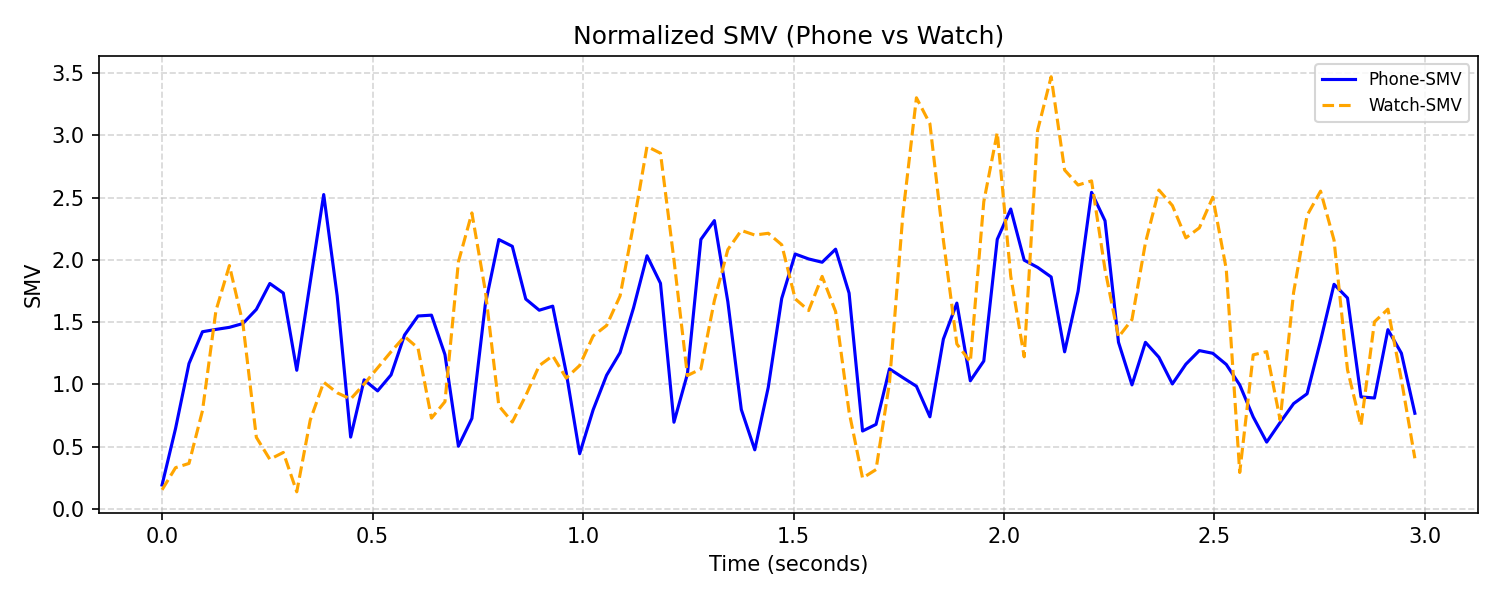 Normalized SMV (Phone vs Watch)
Phone-SMV
Watch-SMV
SMV
3.5
3.0
2.5
2.0
1.5
1.0
0.5
0.0
0.0 0.5 1.0 1.5 2.0 2.5 3.0
Time (seconds)